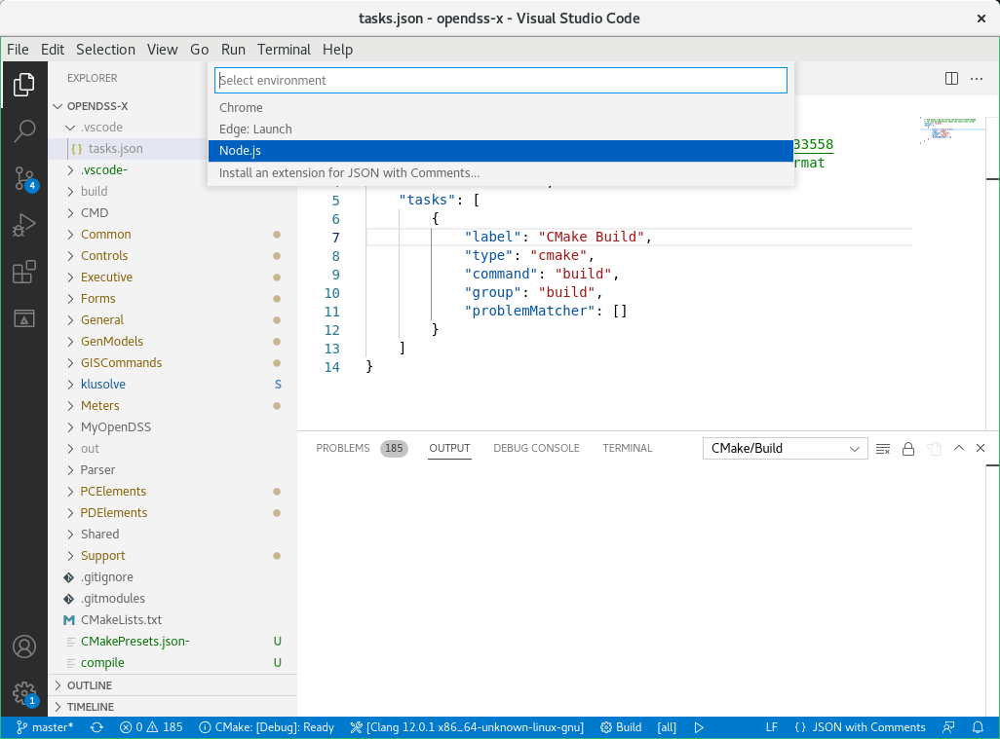 tasks.json - opendss-x - Visual Studio Code
File Edit Selection View Go Run Terminal Help
EXPLORER
OPENDSS-X
.vscode
{ } tasks.json
.vscode-
build
CMD
Common
Controls
Executive
Forms
General
GenModels
GISCommands
klusolve S
Meters
MyOpenDSS
out
Parser
PCElements
PDElements
Shared
Support
.gitignore
.gitmodules
CMakeLists.txt
CMakePresets.json- U
compile U
OUTLINE
TIMELINE
4
1
Select environment
Chrome
Edge: Launch
Node.js
Install an extension for JSON with Comments...
33558
rmat
5 "tasks": [
6 {
7 "label": "CMake Build",
8 "type": "cmake",
9 "command": "build",
10 "group": "build",
11 "problemMatcher": []
12 }
13 ]
14 }
PROBLEMS 185 OUTPUT DEBUG CONSOLE TERMINAL CMake/Build
master* 0 185 CMake: [Debug]: Ready [Clang 12.0.1 x86_64-unknown-linux-gnu] Build [all] LF { } JSON with Comments